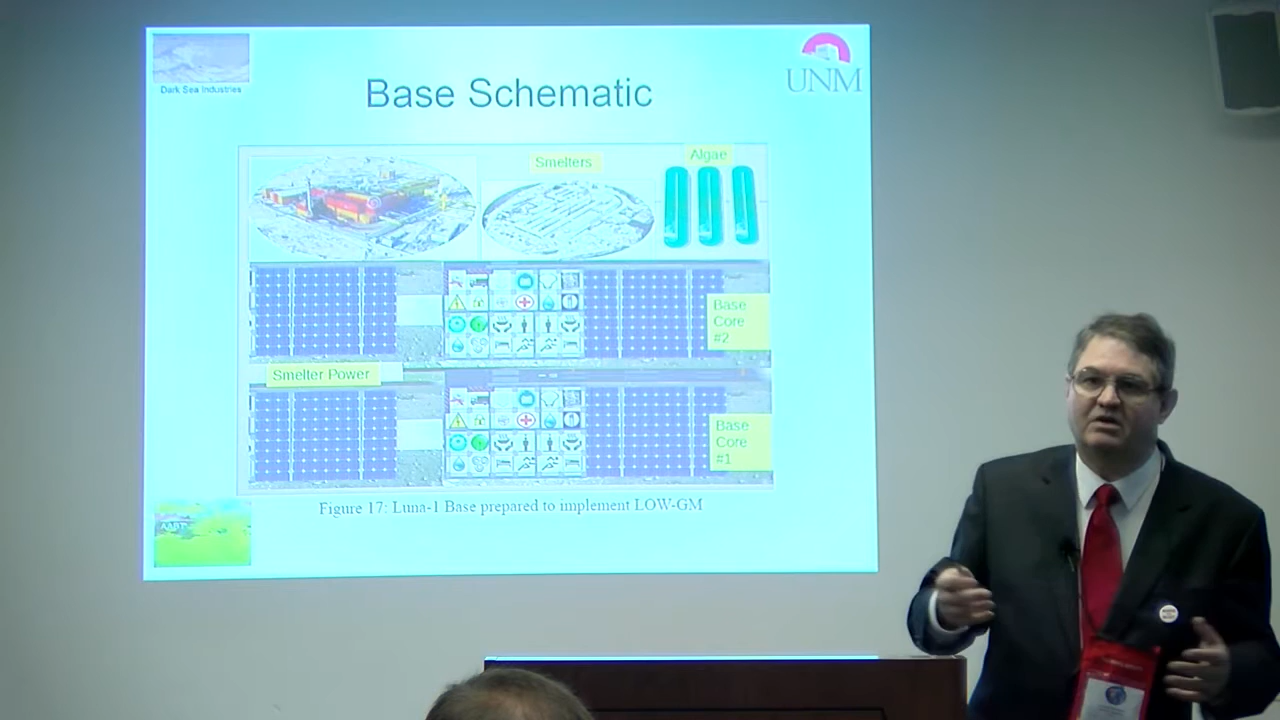 Dark Sea Industries
UNM
Base Schematic
Smelters
Algae
Base
Core
#2
Smelter Power
Base
Core
#1
Figure 17: Luna-1 Base prepared to implement LOW-GM